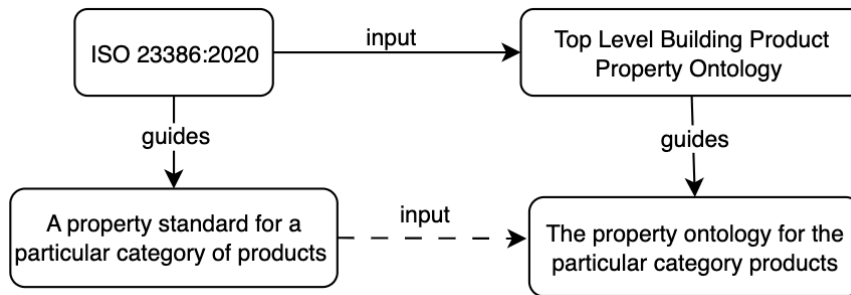 ISO 23386:2020
input
Top Level Building Product
Property Ontology
guides
guides
A property standard for a
particular category of products
input
The property ontology for the
particular category products